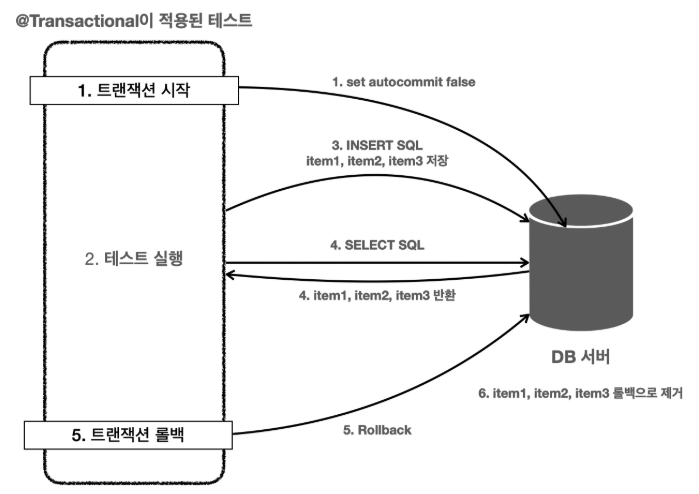 @Transactional이 적용된 테스트
1. 트랜잭션 시작
1. set autocommit false
3. INSERT SQL
item1, item2, item3 저장
2. 테스트 실행
4. SELECT SQL
4. item1, item2, item3 반환
DB 서버
6. item1, item2, item3 롤백으로 제거
5. 트랜잭션 롤백
5. Rollback